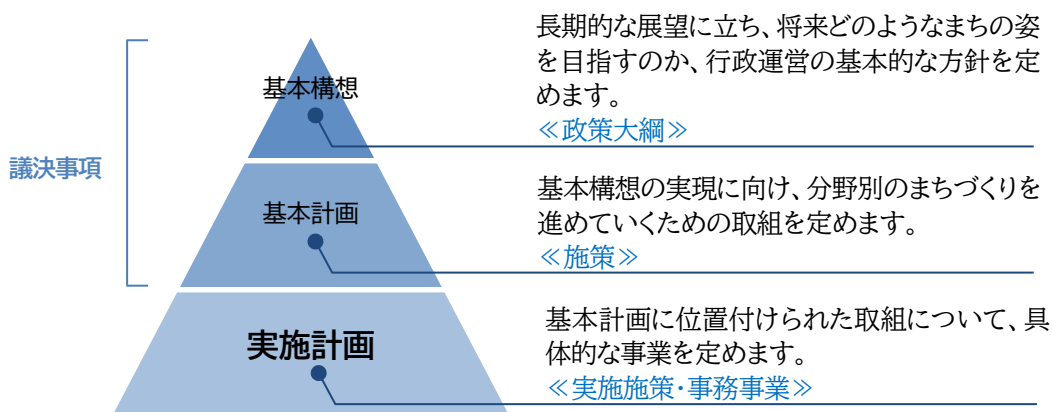 議決事項
基本構想
長期的な展望に立ち、将来どのようなまちの姿
を目指すのか、行政運営の基本的な方針を定
めます。
≪政策大綱≫
基本計画
基本構想の実現に向け、分野別のまちづくりを
進めていくための取組を定めます。
≪施策≫
実施計画
基本計画に位置付けられた取組について、具
体的な事業を定めます。
≪実施施策・事務事業≫